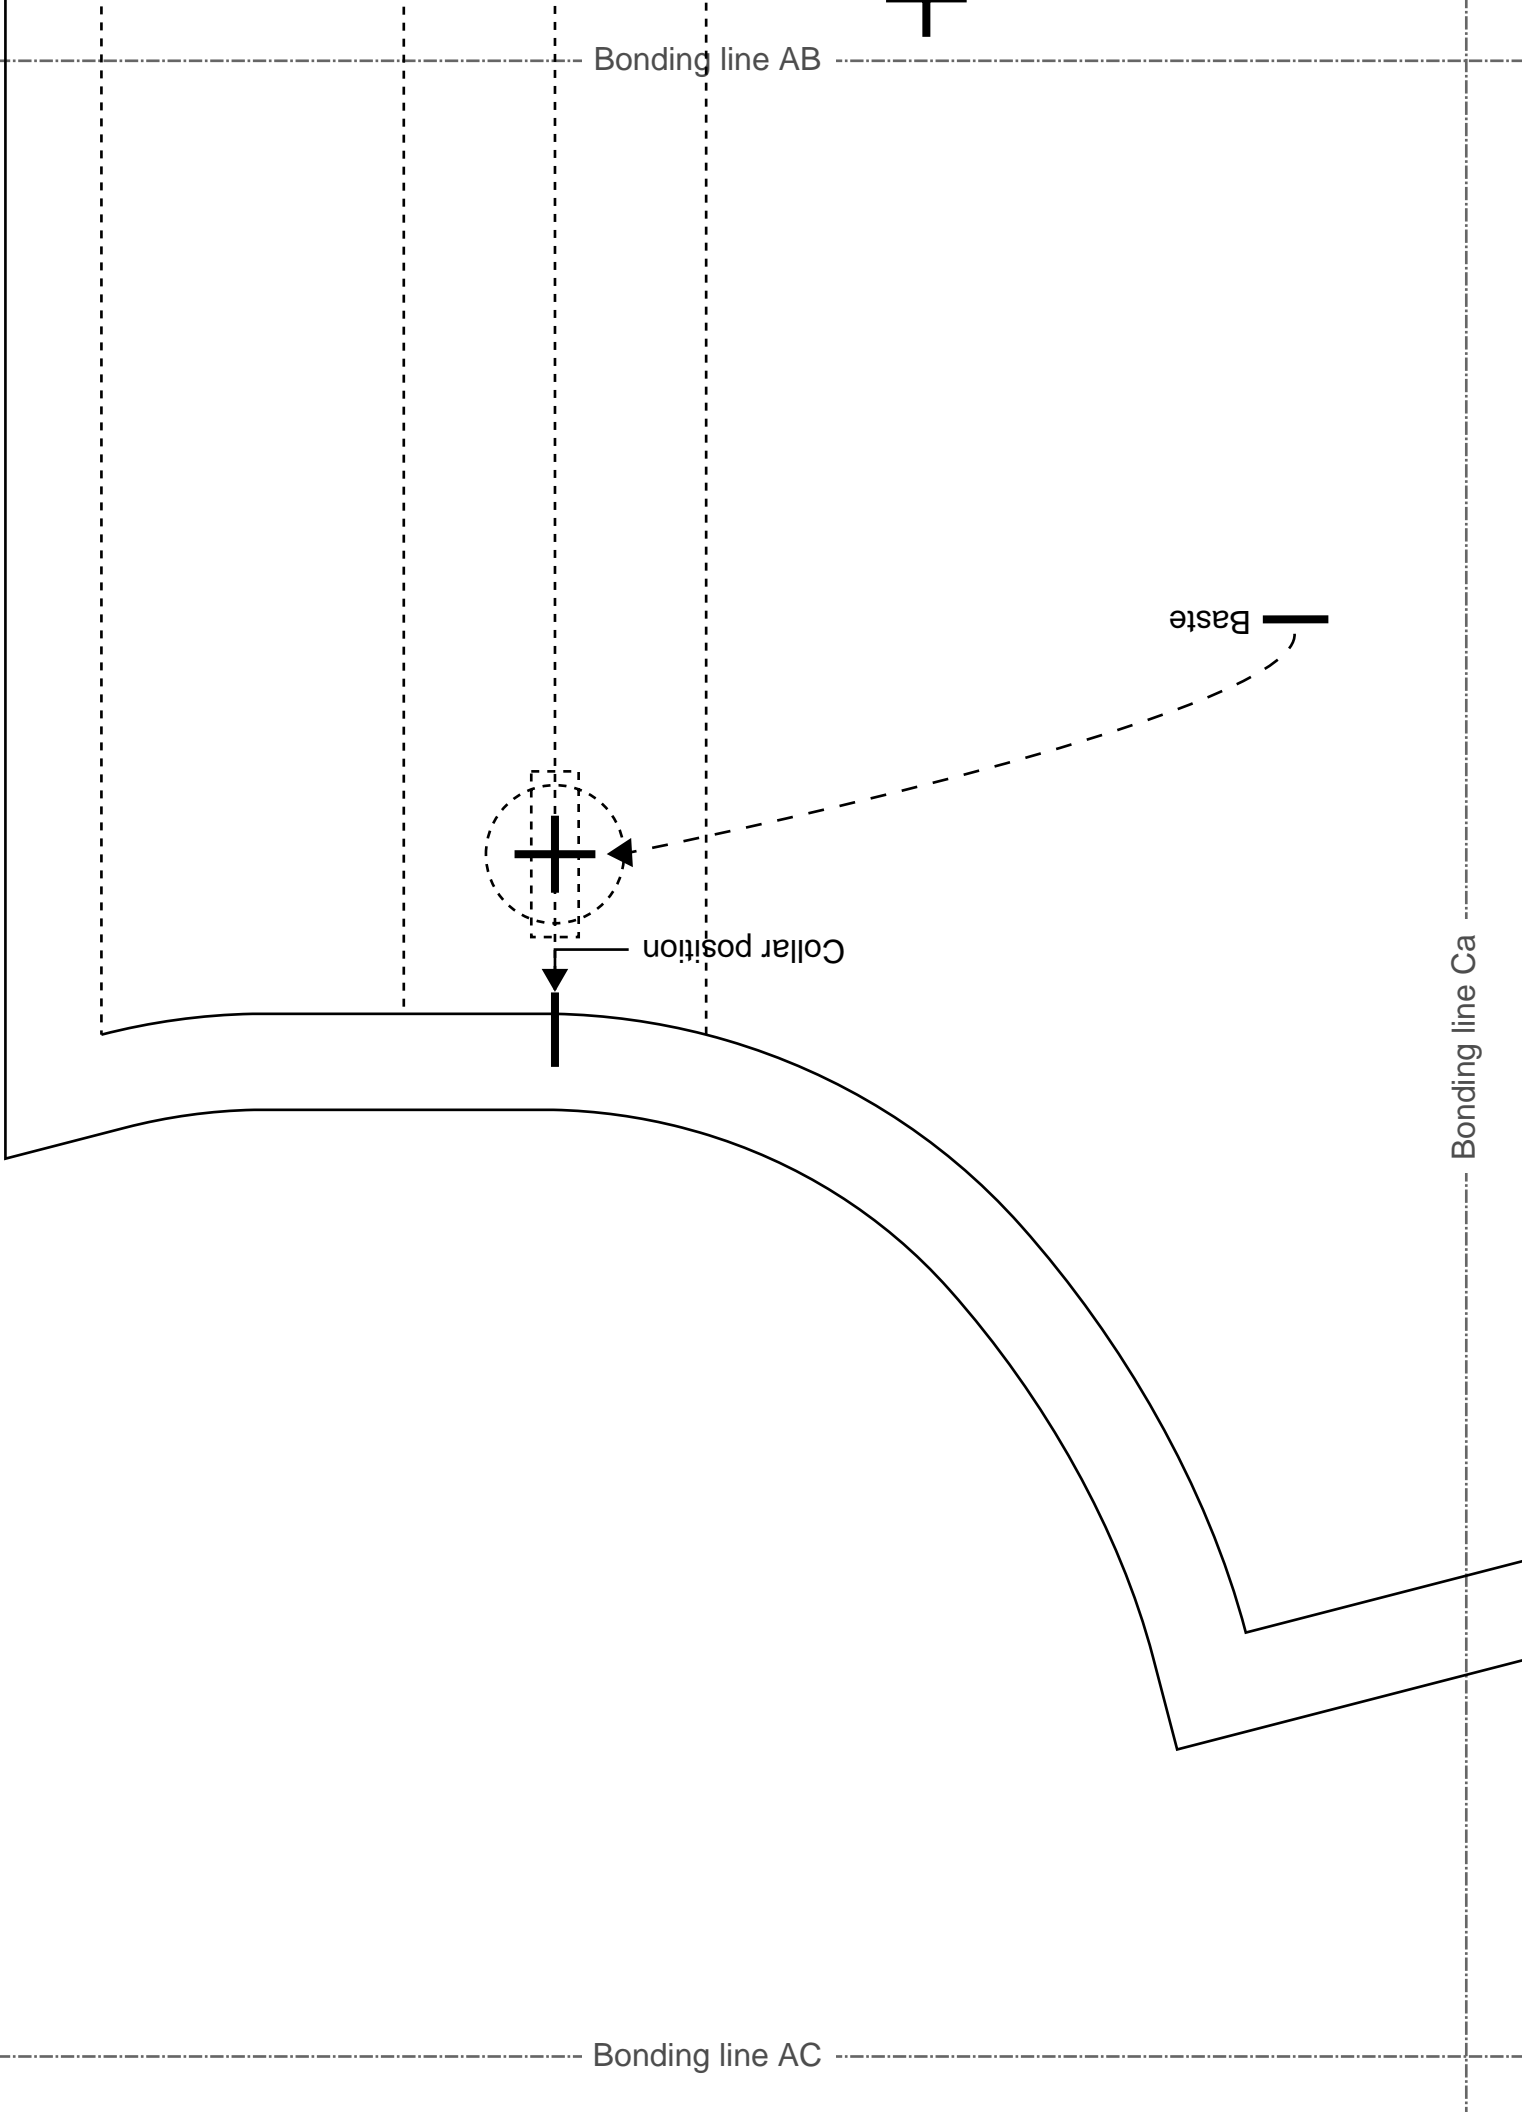 Bonding line AB
Baste
Collar position
Bonding line Ca
Bonding line AC